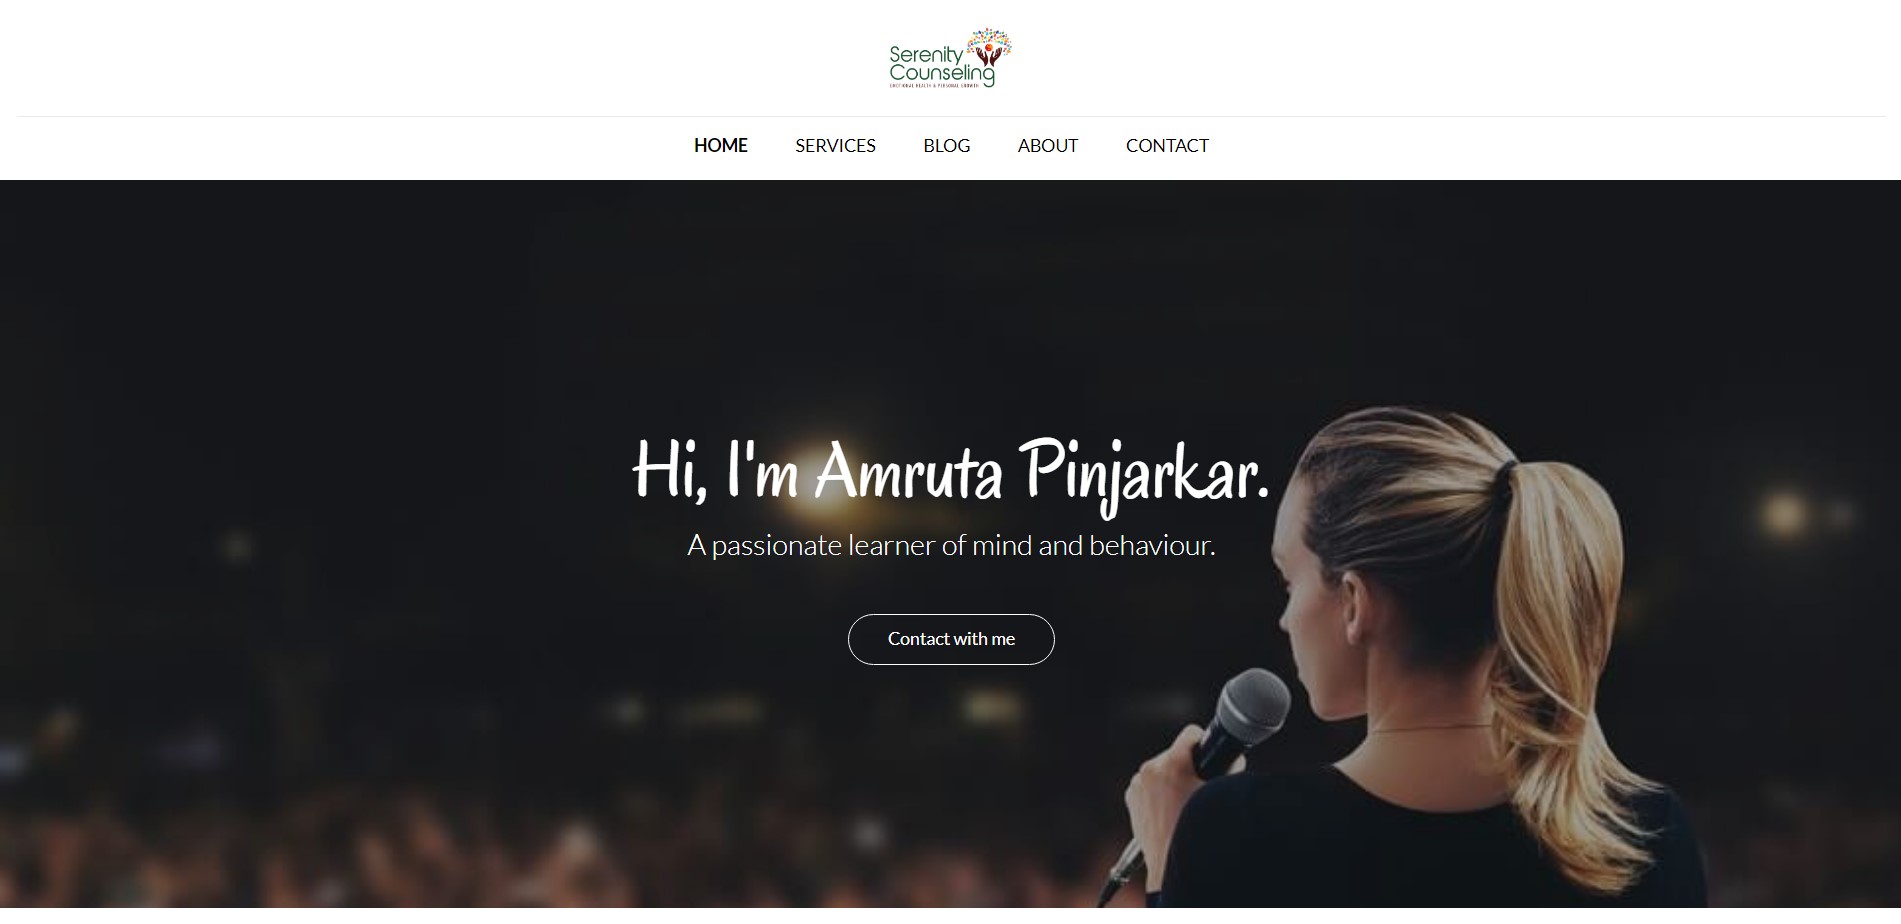 Serenity
Counseling
EMOTIONAL HEALTH & PERSONAL GROWTH
HOME SERVICES BLOG ABOUT CONTACT
Hi, I'm Amruta Pinjarkar.
A passionate learner of mind and behaviour.
Contact with me